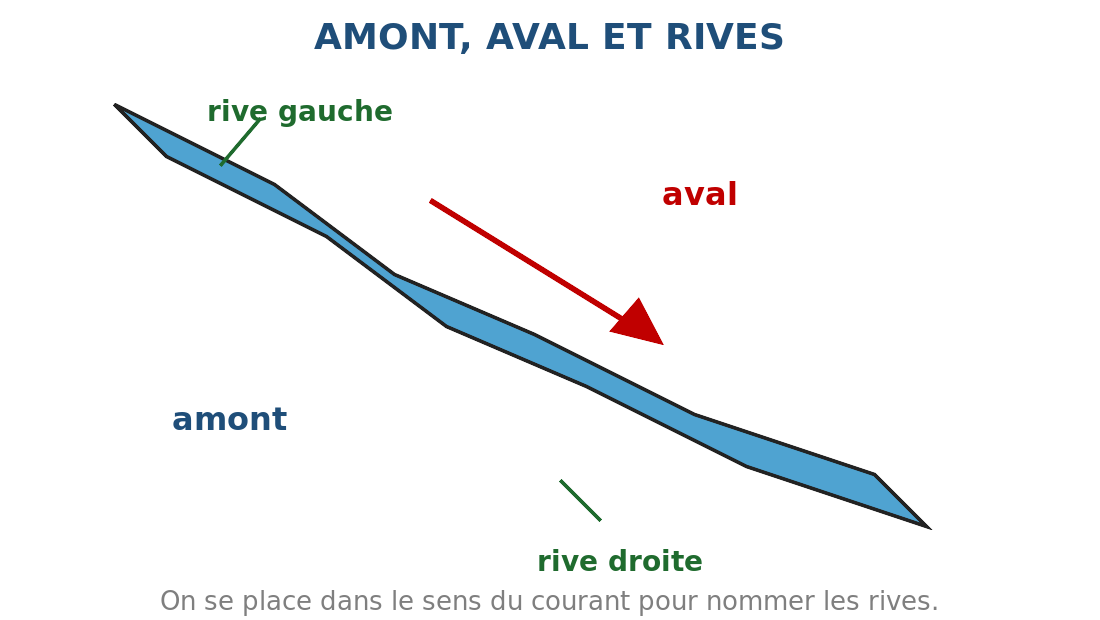 AMONT, AVAL ET RIVES
rive gauche
aval
amont
rive droite
On se place dans le sens du courant pour nommer les rives.